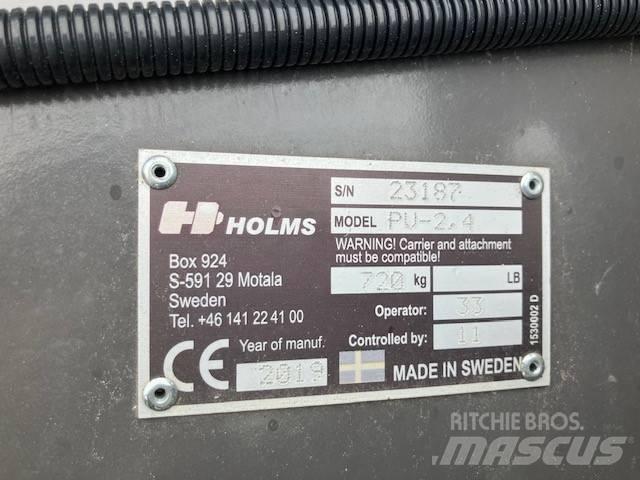 HOLMS
Box 924
S-591 29 Motala
Sweden
Tel. +46 141 22 41 00
CE
Year of manuf.
2019
S/N 23187
MODEL PV-2.4
WARNING! Carrier and attachment
must be compatible!
720 kg LB
Operator: 33
Controlled by: 11
MADE IN SWEDEN
1530002 D
RITCHIE BROS.
MASCUS